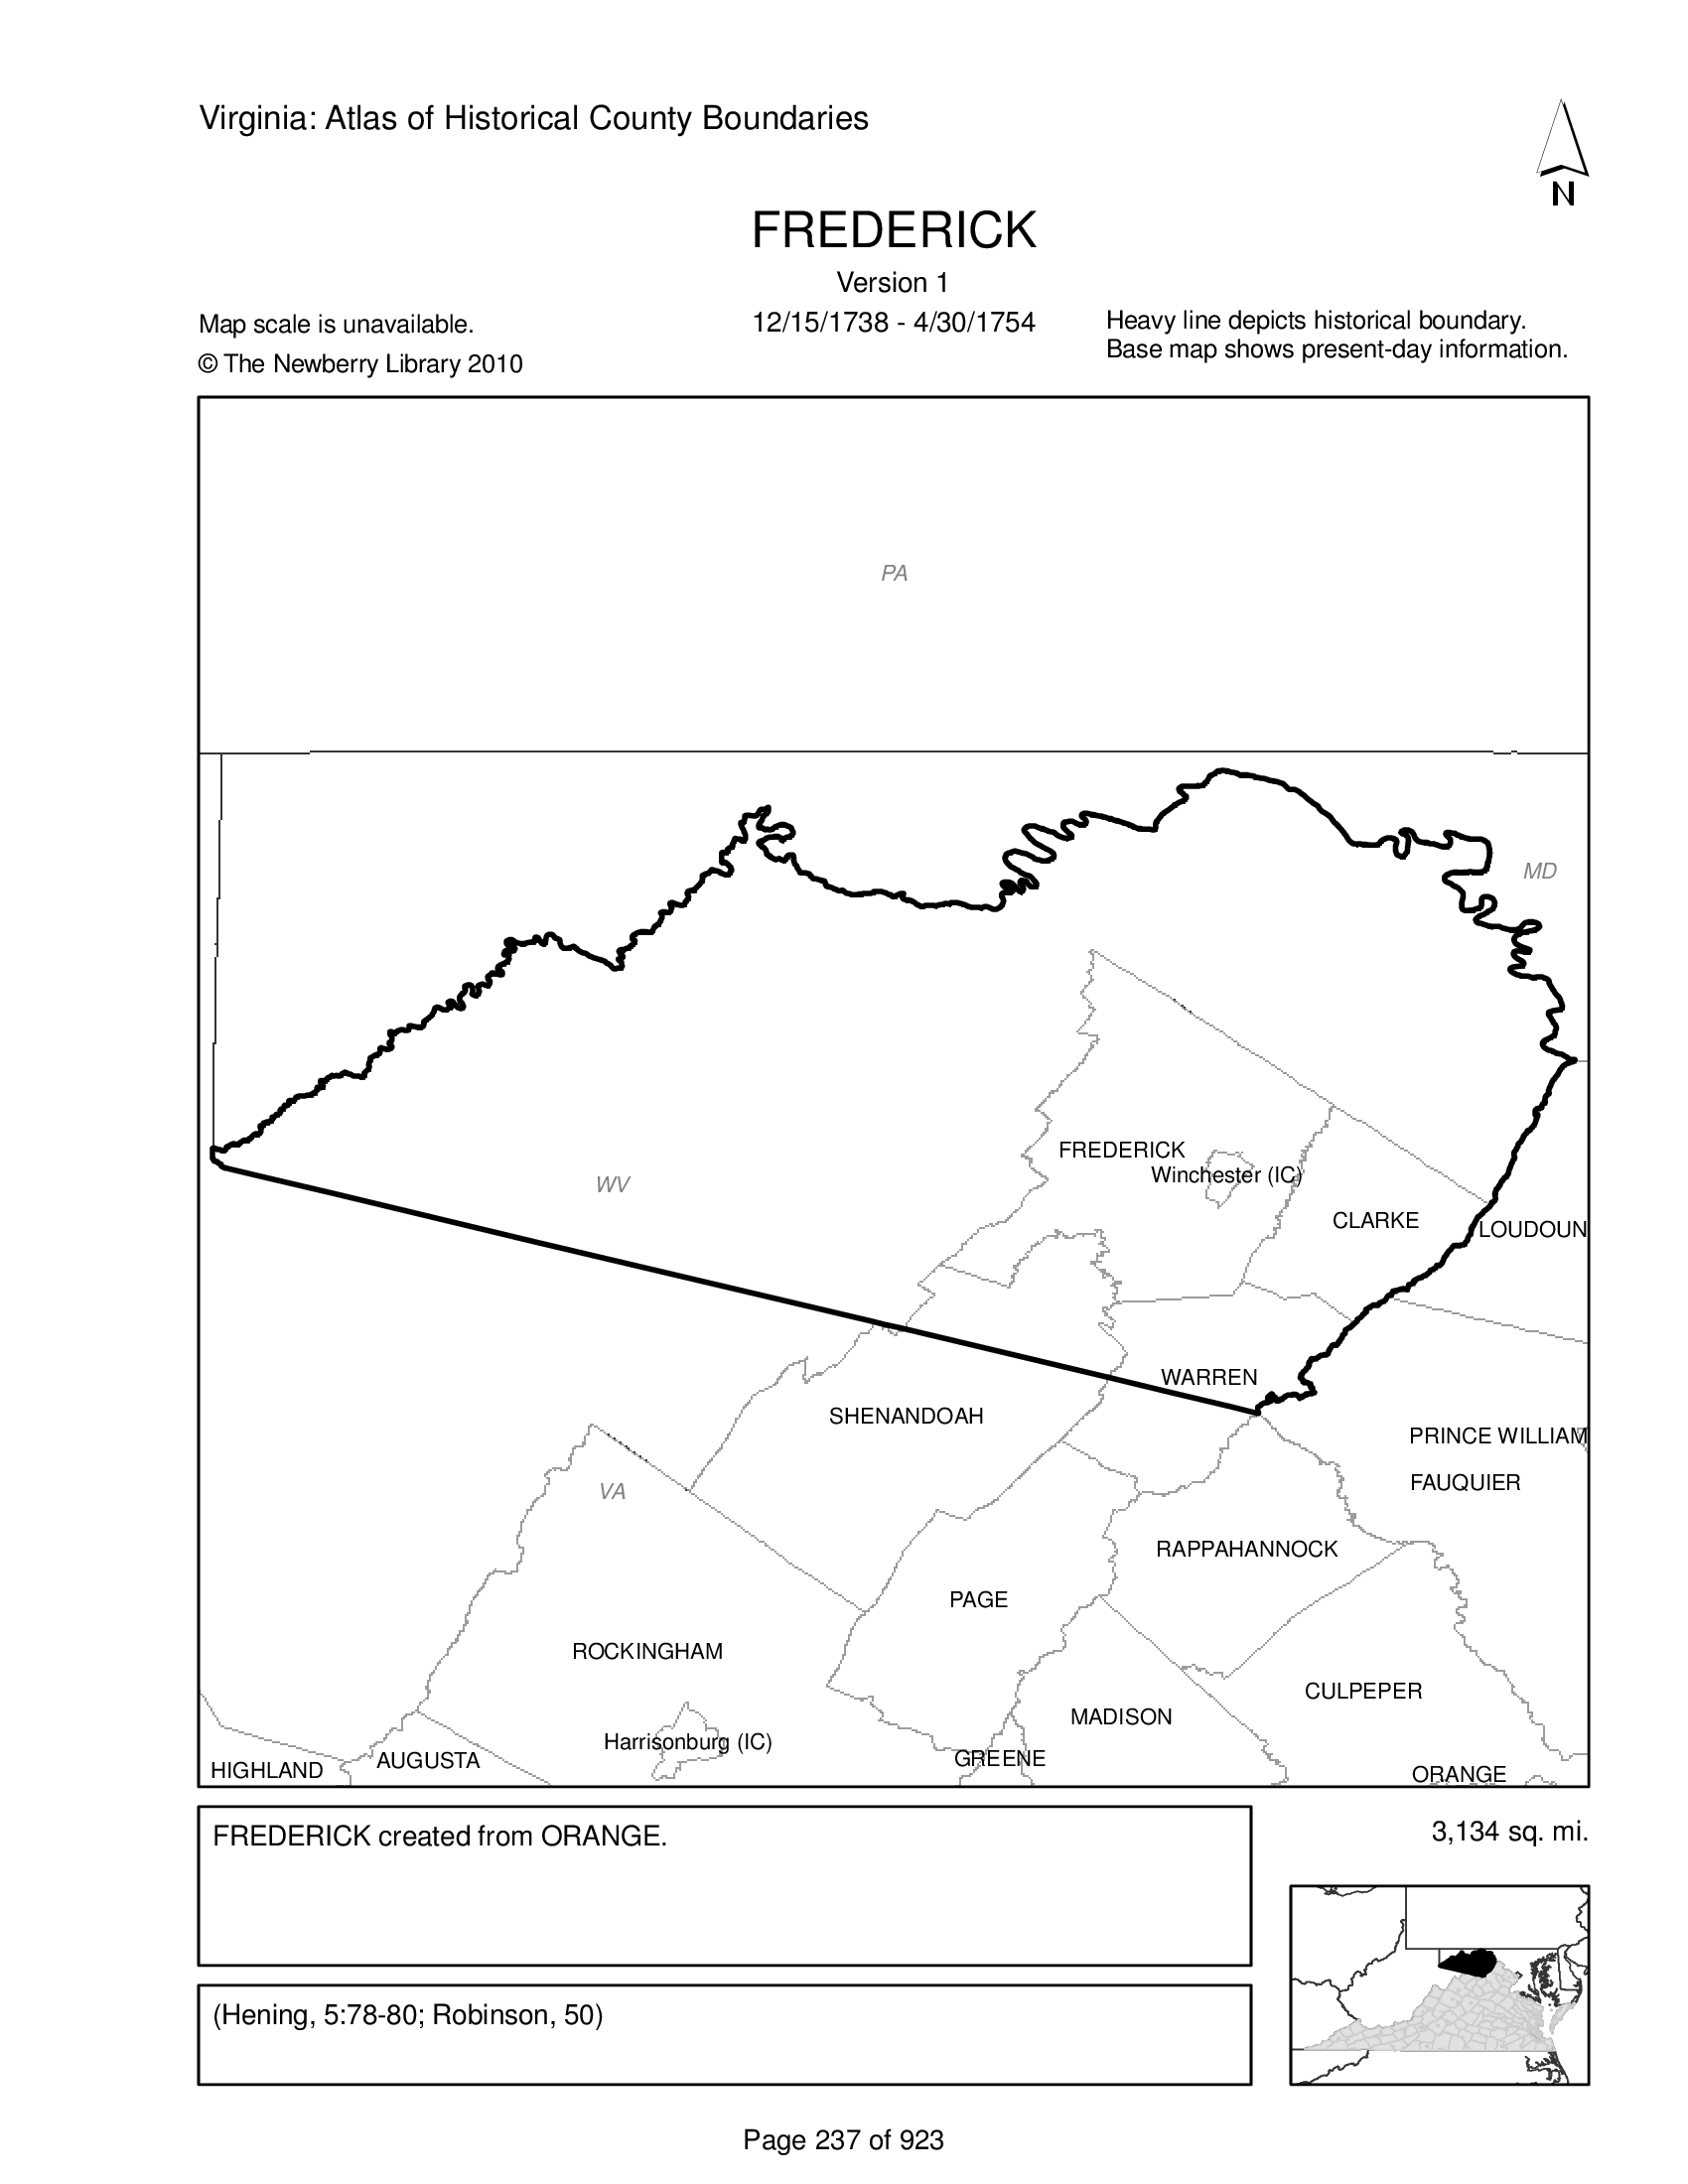 Virginia: Atlas of Historical County Boundaries
N
FREDERICK
Version 1
12/15/1738 - 4/30/1754
Map scale is unavailable.
© The Newberry Library 2010
Heavy line depicts historical boundary.
Base map shows present-day information.
PA
MD
FREDERICK
Winchester (IC)
WV
CLARKE
LOUDOUN
WARREN
SHENANDOAH
PRINCE WILLIAM
FAUQUIER
VA
RAPPAHANNOCK
PAGE
ROCKINGHAM
CULPEPER
MADISON
Harrisonburg (IC)
GREENE
AUGUSTA
HIGHLAND
ORANGE
FREDERICK created from ORANGE.
3,134 sq. mi.
(Hening, 5:78-80; Robinson, 50)
Page 237 of 923